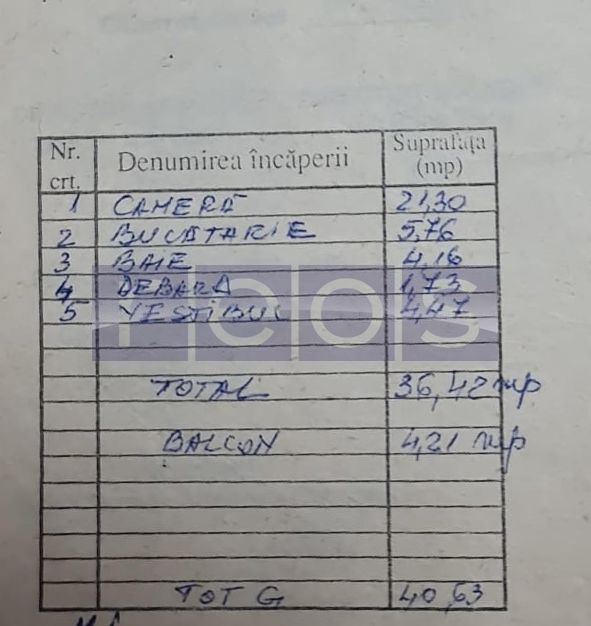 Nr. crt. Denumirea încăperii Suprafața (mp)
1 CAMERĂ 21,30
2 BUCATARIE 5,76
3 BAIE 4,16
4 DEBARA 1,73
5 VESTIBUL 4,47
TOTAL 36,42 mp
BALCON 4,21 mp
TOT G 40,63